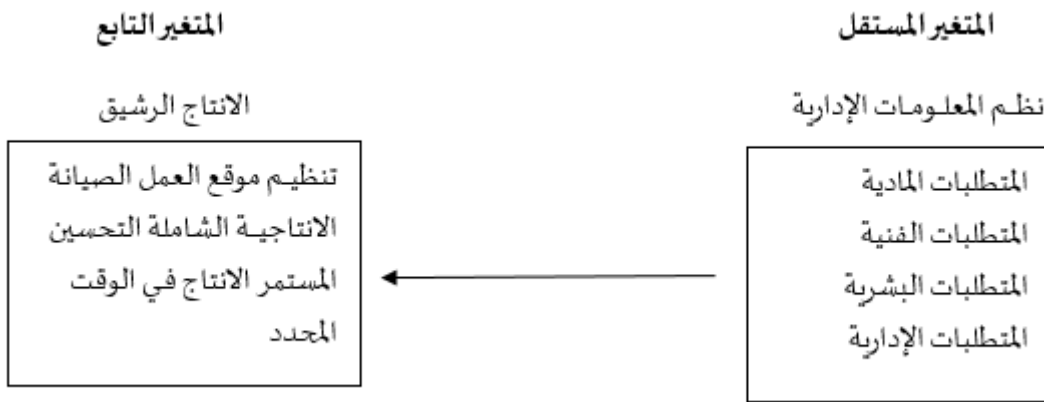 المتغير المستقل
المتغير التابع
نظم المعلومات الإدارية
الانتاج الرشيق
المتطلبات المادية
المتطلبات الفنية
المتطلبات البشرية
المتطلبات الإدارية
تنظيم موقع العمل الصيانة
الانتاجية الشاملة التحسين
المستمر الانتاج في الوقت
المحدد